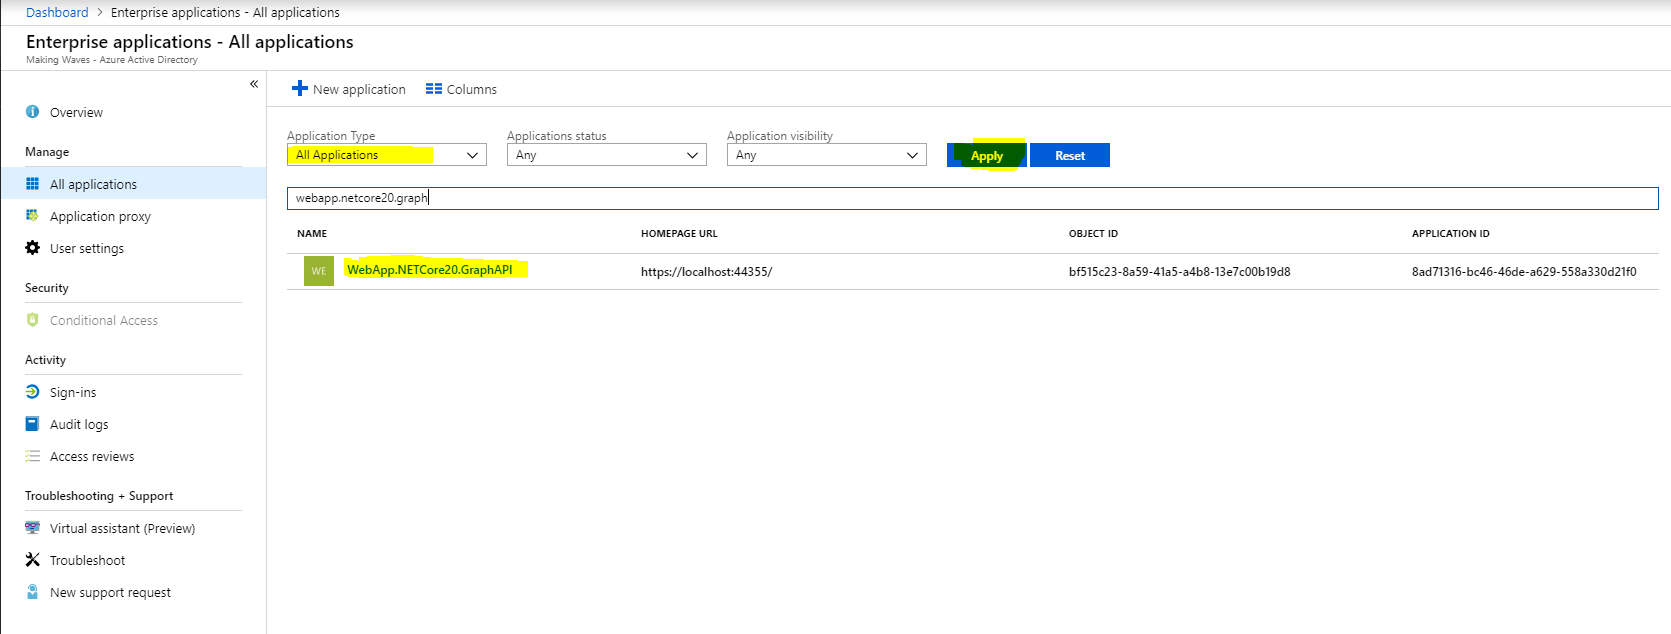 Dashboard > Enterprise applications - All applications
Enterprise applications - All applications
Making Waves - Azure Active Directory
«
Overview
Manage
All applications
Application proxy
User settings
Security
Conditional Access
Activity
Sign-ins
Audit logs
Access reviews
Troubleshooting + Support
Virtual assistant (Preview)
Troubleshoot
New support request
New application Columns
Application Type Applications status Application visibility
All Applications Any Any Apply Reset
webapp.netcore20.graph
NAME HOMEPAGE URL OBJECT ID APPLICATION ID
WE WebApp.NETCore20.GraphAPI https://localhost:44355/ bf515c23-8a59-41a5-a4b8-13e7c00b19d8 8ad71316-bc46-46de-a629-558a330d21f0